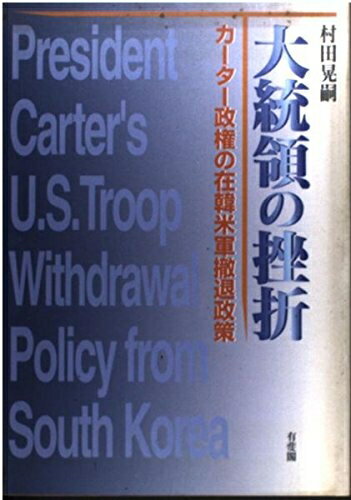 村田晃嗣
大統領の挫折
カーター政権の在韓米軍撤退政策
President
Carter's
U.S. Troop
Withdrawal
Policy from
South Korea
有斐閣